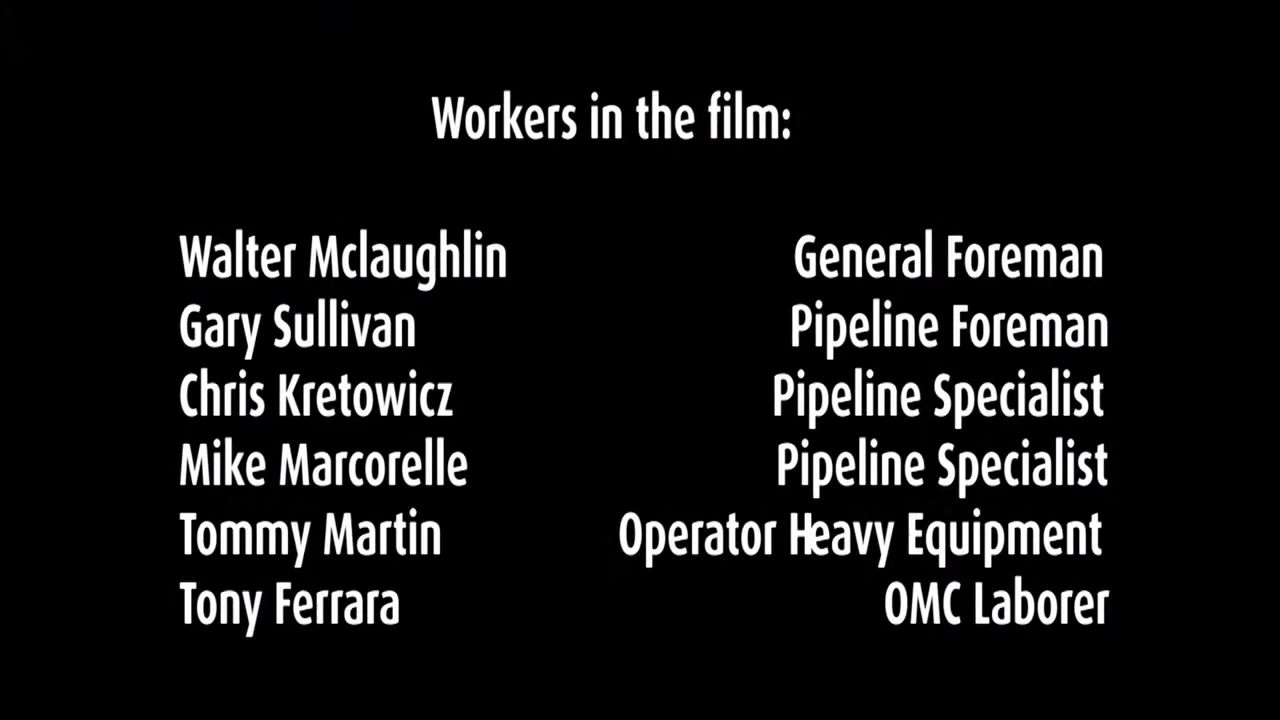 Workers in the film:
Walter Mclaughlin General Foreman
Gary Sullivan Pipeline Foreman
Chris Kretowicz Pipeline Specialist
Mike Marcorelle Pipeline Specialist
Tommy Martin Operator Heavy Equipment
Tony Ferrara OMC Laborer